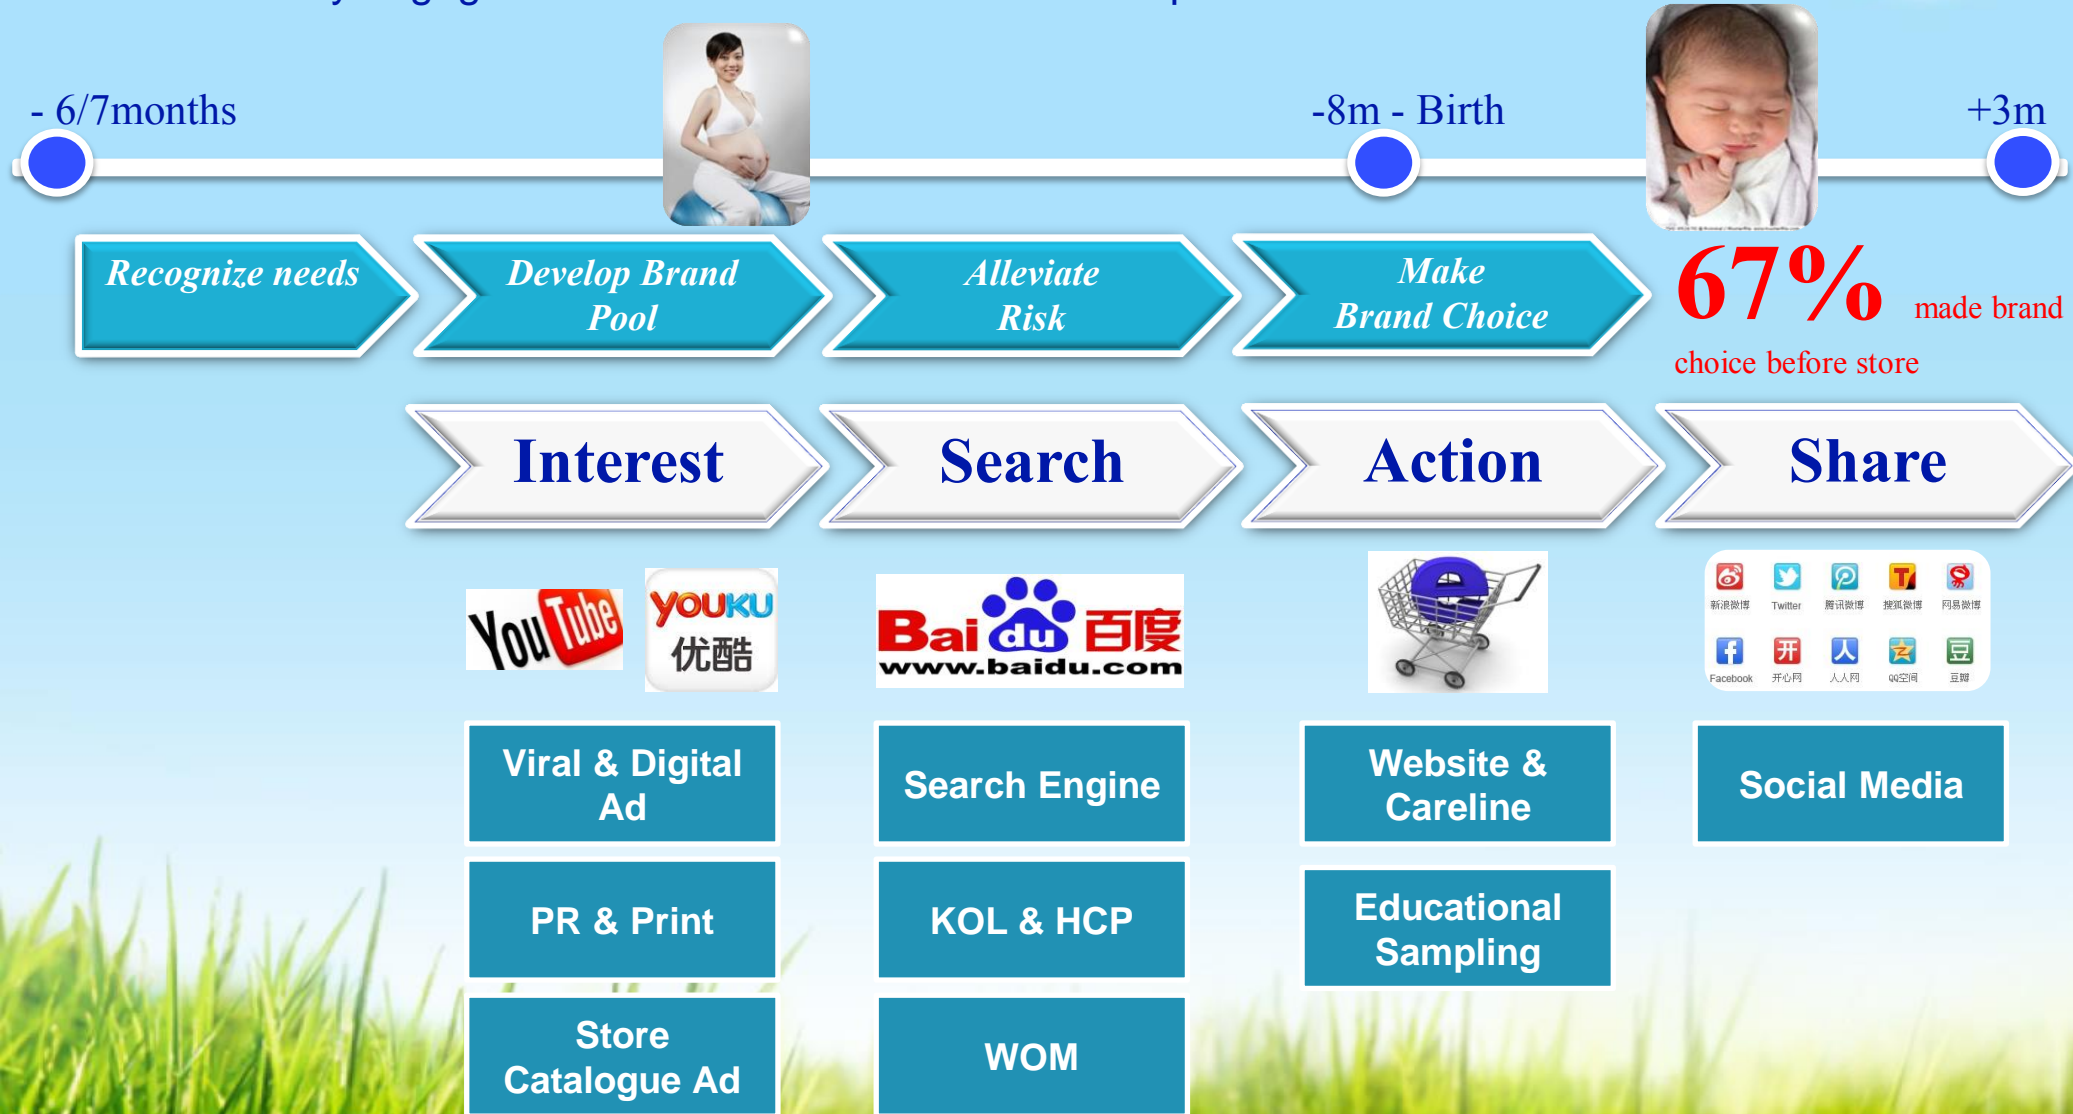 - 6/7months
-8m - Birth
+3m
Recognize needs
Develop Brand
Pool
Alleviate
Risk
Make
Brand Choice
67% made brand
choice before store
Interest
Search
Action
Share
YouTube
YOUKU
优酷
Bai du 百度
www.baidu.com
新浪微博 Twitter 腾讯微博 搜狐微博 网易微博
Facebook 开心网 人人网 QQ空间 豆瓣
Viral & Digital
Ad
Search Engine
Website &
Careline
Social Media
PR & Print
KOL & HCP
Educational
Sampling
Store
Catalogue Ad
WOM